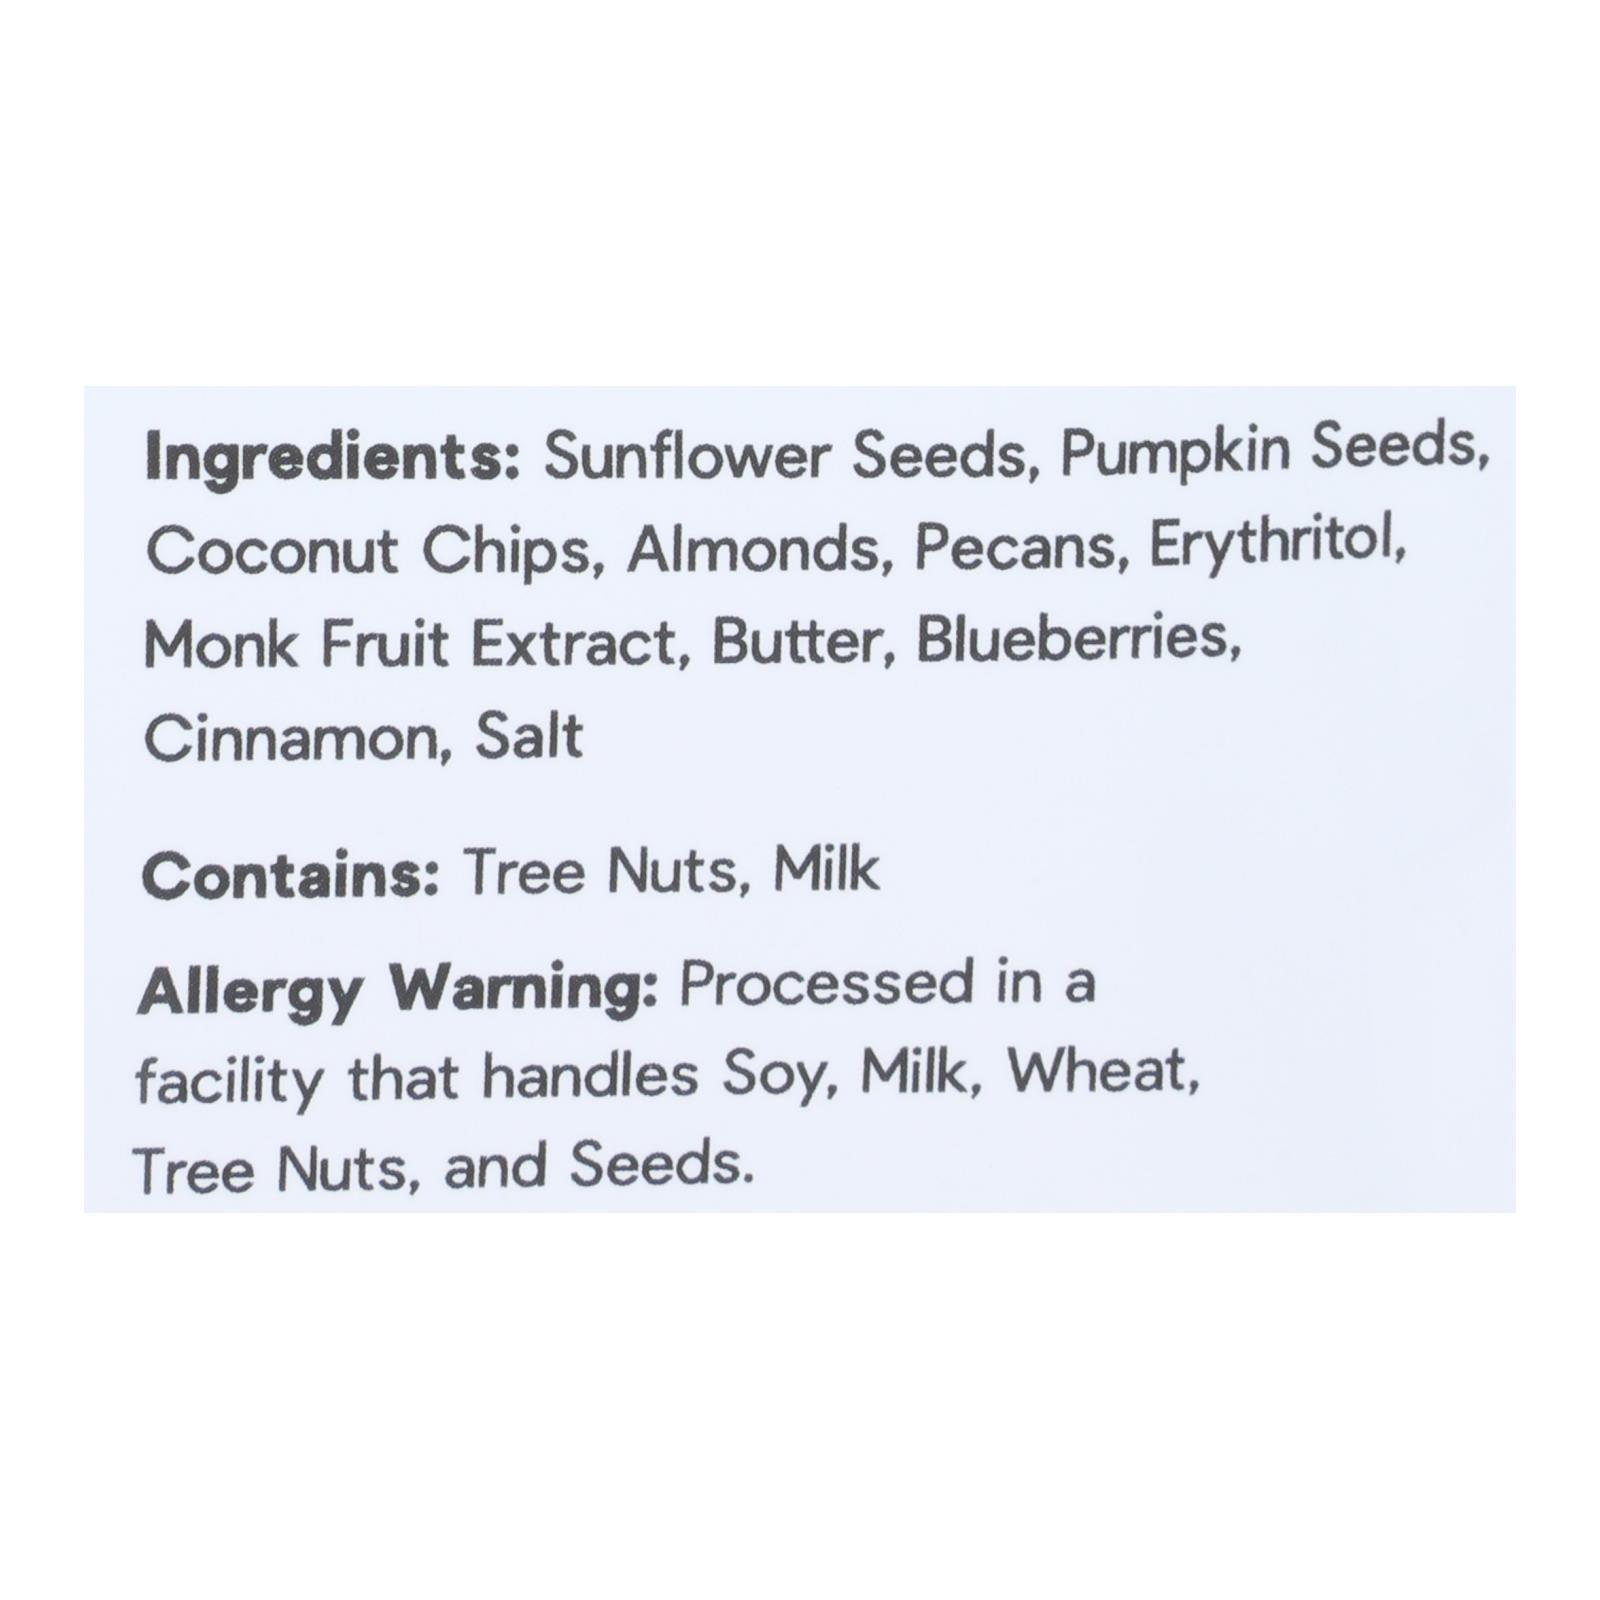 Ingredients: Sunflower Seeds, Pumpkin Seeds,
Coconut Chips, Almonds, Pecans, Erythritol,
Monk Fruit Extract, Butter, Blueberries,
Cinnamon, Salt
Contains: Tree Nuts, Milk
Allergy Warning: Processed in a
facility that handles Soy, Milk, Wheat,
Tree Nuts, and Seeds.